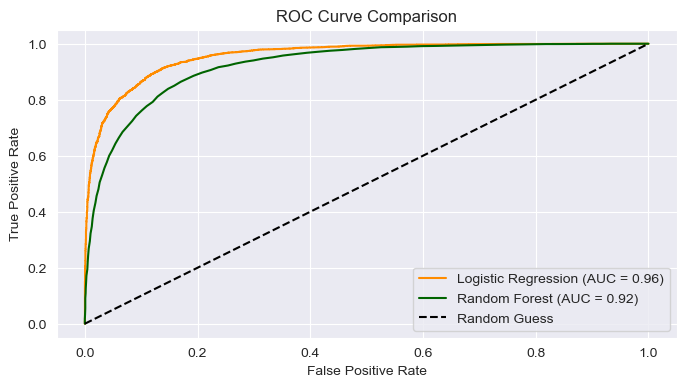 ROC Curve Comparison
True Positive Rate
1.0
0.8
0.6
0.4
0.2
0.0
Logistic Regression (AUC = 0.96)
Random Forest (AUC = 0.92)
Random Guess
0.0 0.2 0.4 0.6 0.8 1.0
False Positive Rate